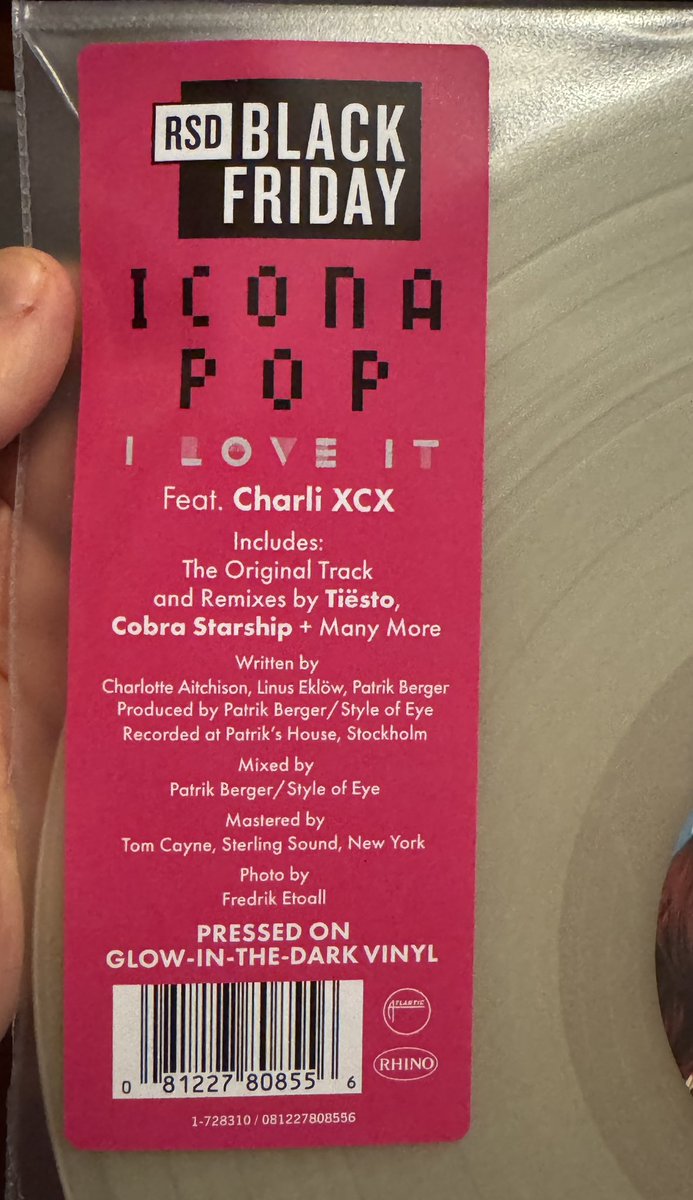 RSD BLACK
FRIDAY
ICONA
POP
I LOVE IT
Feat. Charli XCX
Includes:
The Original Track
and Remixes by Tiësto,
Cobra Starship + Many More
Written by
Charlotte Aitchison, Linus Eklöw, Patrik Berger
Produced by Patrik Berger/Style of Eye
Recorded at Patrik's House, Stockholm
Mixed by
Patrik Berger/Style of Eye
Mastered by
Tom Cayne, Sterling Sound, New York
Photo by
Fredrik Etoall
PRESSED ON
GLOW-IN-THE-DARK VINYL
ATLANTIC
RHINO
0 81227 80855 6
1-728310 / 081227808556